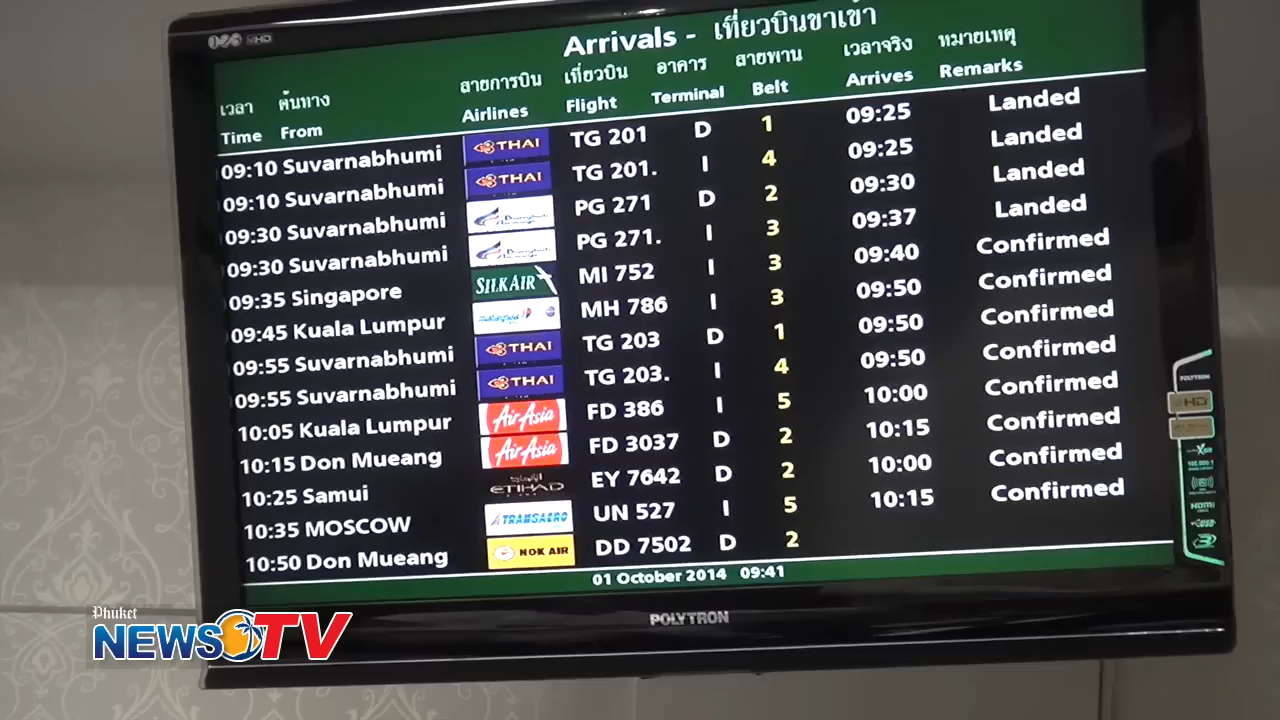 Arrivals - เที่ยวบินขาเข้า
เวลา ต้นทาง สายการบิน เที่ยวบิน อาคาร สายพาน เวลาจริง หมายเหตุ
Time From Airlines Flight Terminal Belt Arrives Remarks
09:10 Suvarnabhumi THAI TG 201 D 1 09:25 Landed
09:10 Suvarnabhumi THAI TG 201. I 4 09:25 Landed
09:30 Suvarnabhumi PG 271 D 2 09:30 Landed
09:30 Suvarnabhumi PG 271. I 3 09:37 Landed
09:35 Singapore SILKAIR MI 752 I 3 09:40 Confirmed
09:45 Kuala Lumpur MH 786 I 3 09:50 Confirmed
09:55 Suvarnabhumi THAI TG 203 D 1 09:50 Confirmed
09:55 Suvarnabhumi THAI TG 203. I 4 09:50 Confirmed
10:05 Kuala Lumpur AirAsia FD 386 I 5 10:00 Confirmed
10:15 Don Mueang AirAsia FD 3037 D 2 10:15 Confirmed
10:25 Samui ETIHAD EY 7642 D 2 10:00 Confirmed
10:35 MOSCOW TRANSAERO UN 527 I 5 10:15 Confirmed
10:50 Don Mueang NOK AIR DD 7502 D 2
01 October 2014 09:41
POLYTRON
Phuket
NEWS TV
POLYTRON
HD
HDMI
USB